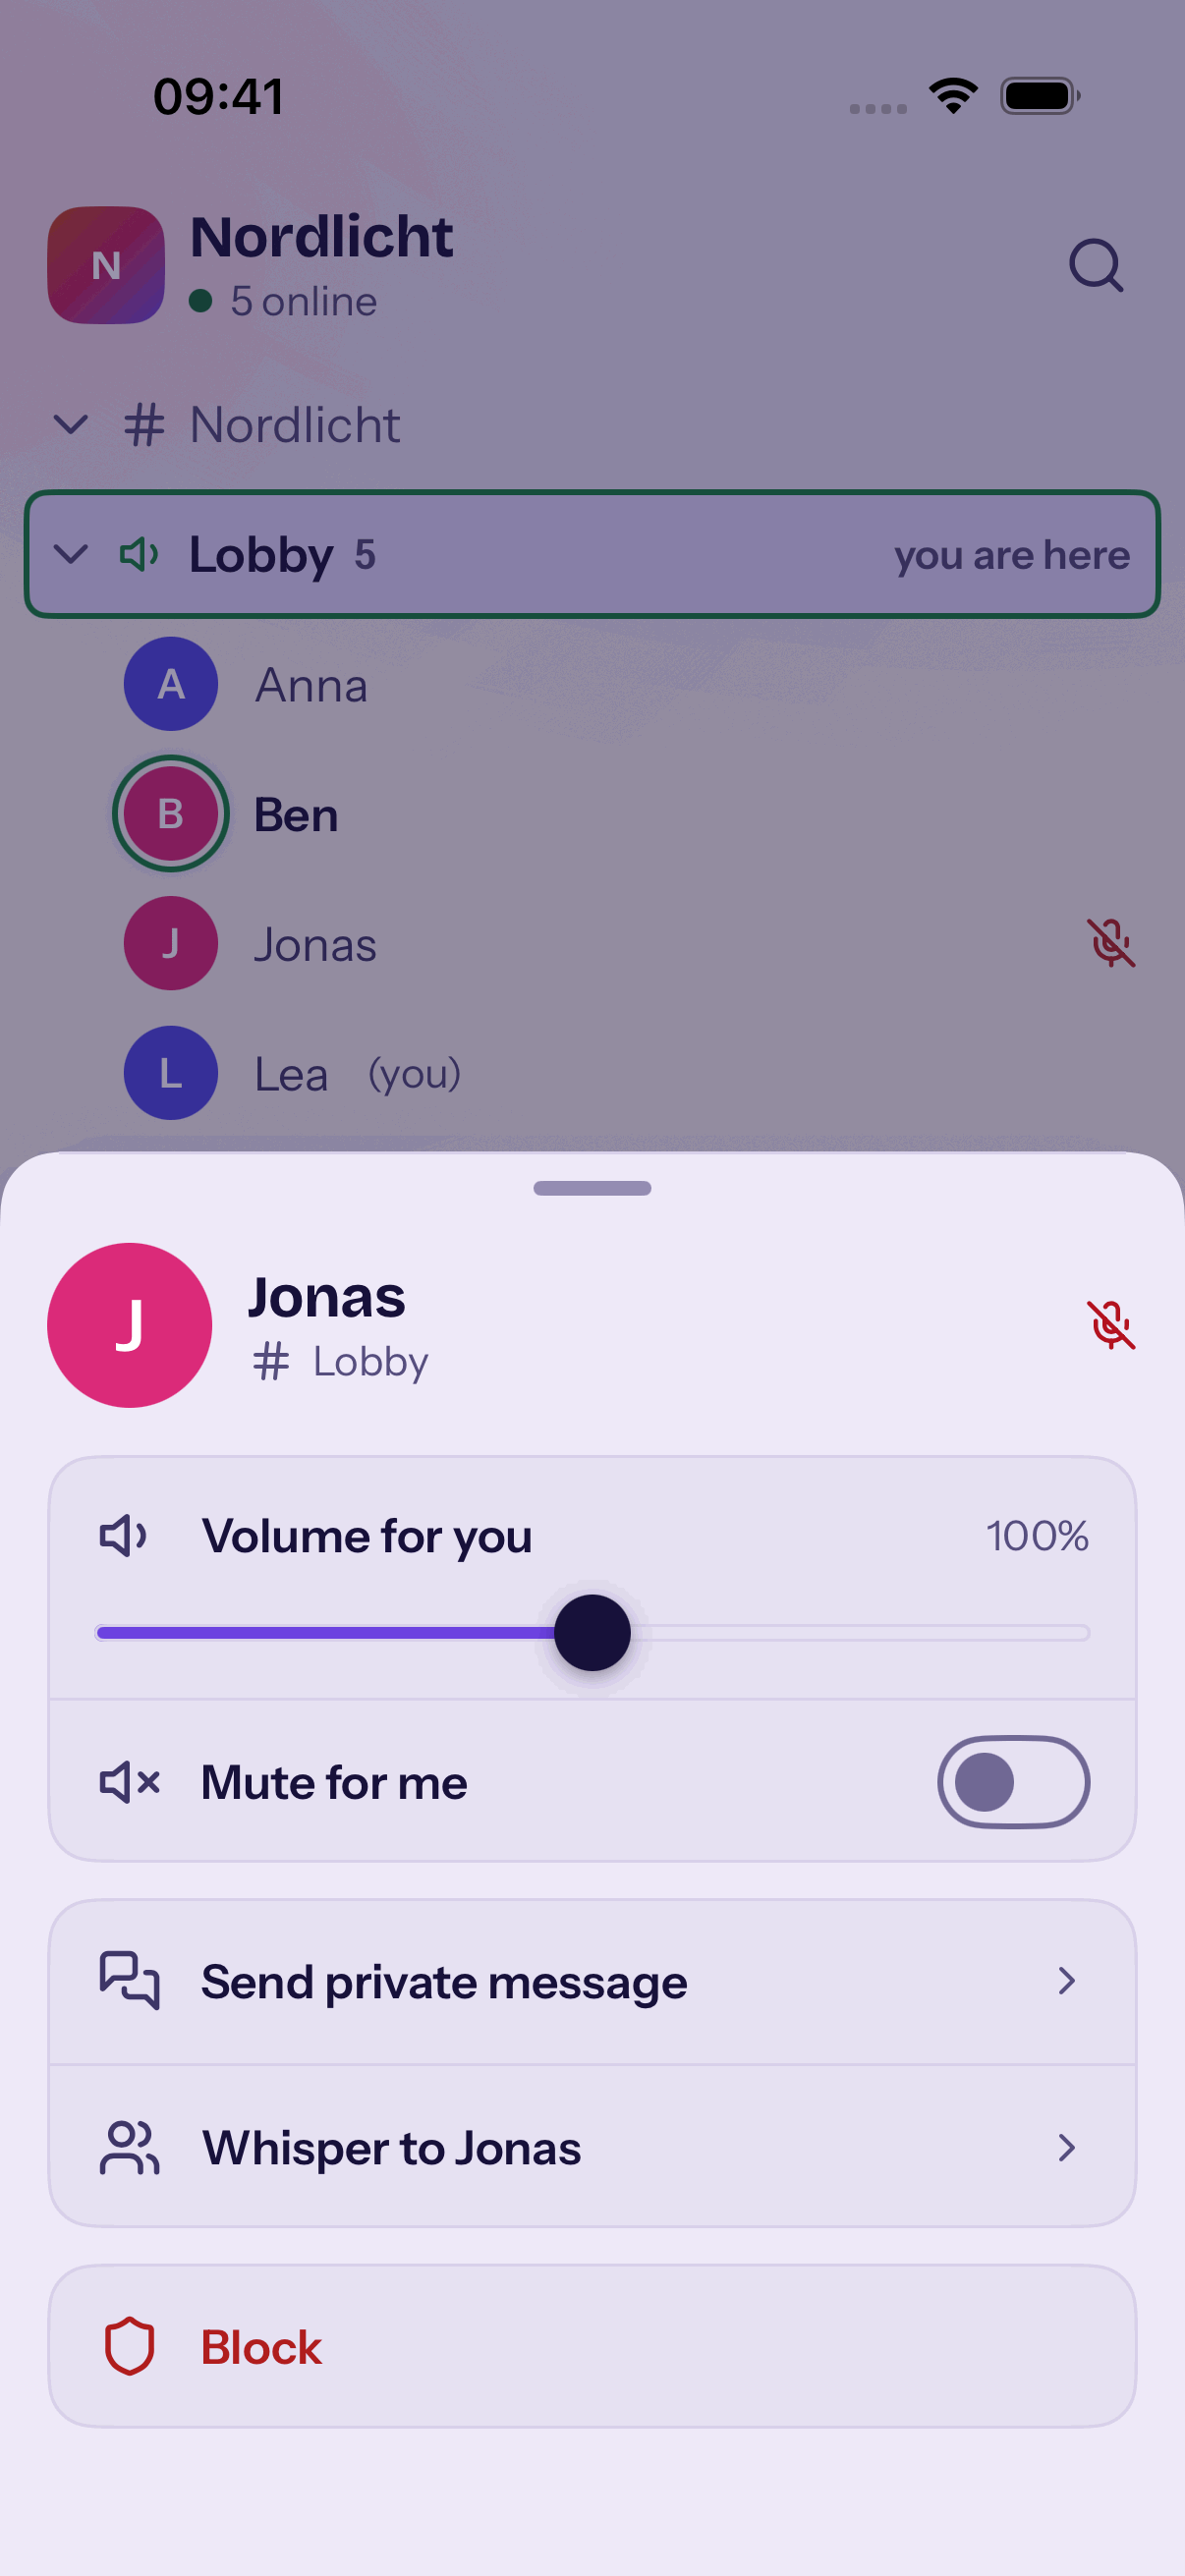 09:41
N
Nordlicht
5 online
# Nordlicht
Lobby 5 you are here
A Anna
B Ben
J Jonas
L Lea (you)
J
Jonas
# Lobby
Volume for you 100%
Mute for me
Send private message
Whisper to Jonas
Block